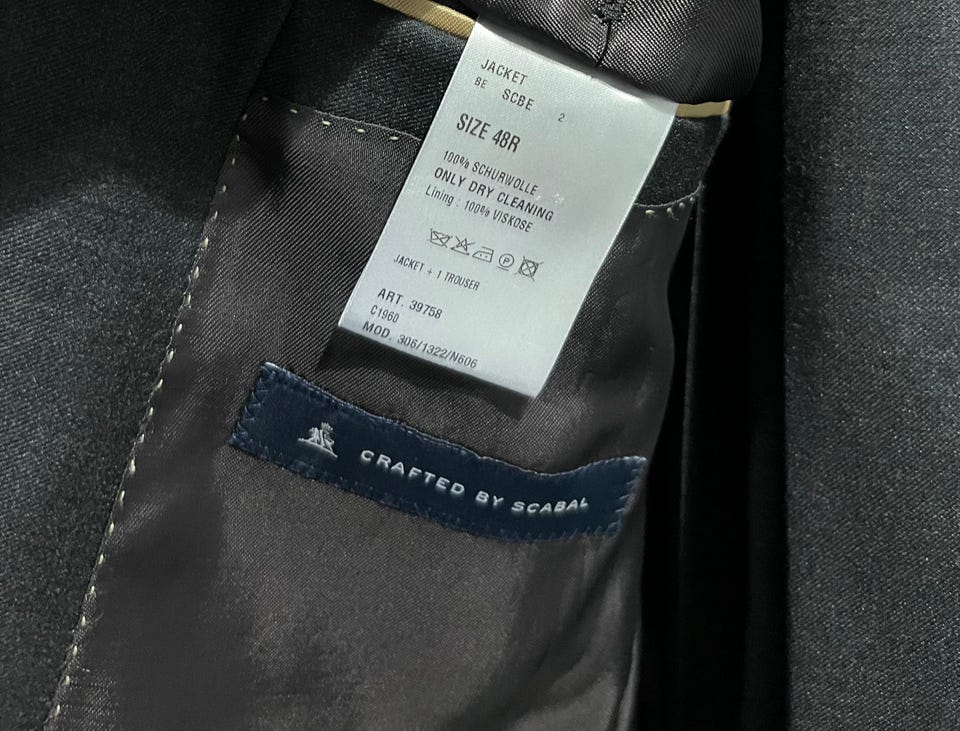 JACKET
BE SCBE 2
SIZE 48R
100% SCHURWOLLE
ONLY DRY CLEANING
Lining : 100% VISKOSE
P
JACKET + 1 TROUSER
ART. 39758
C1960
MOD. 306/1322/N606
CRAFTED BY SCABAL